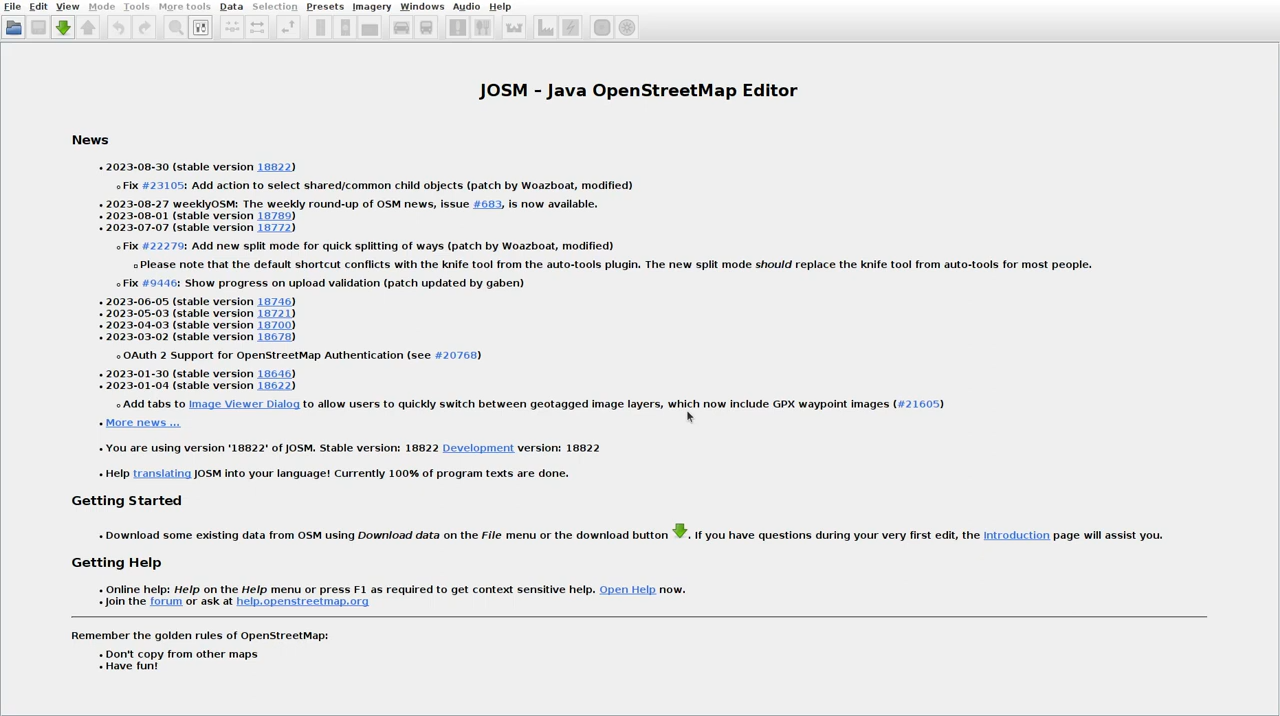 File Edit View Mode Tools More tools Data Selection Presets Imagery Windows Audio Help
JOSM – Java OpenStreetMap Editor
News
2023-08-30 (stable version 18822)
Fix #23105: Add action to select shared/common child objects (patch by Woazboat, modified)
2023-08-27 weeklyOSM: The weekly round-up of OSM news, issue #683, is now available.
2023-08-01 (stable version 18789)
2023-07-07 (stable version 18772)
Fix #22279: Add new split mode for quick splitting of ways (patch by Woazboat, modified)
Please note that the default shortcut conflicts with the knife tool from the auto-tools plugin. The new split mode should replace the knife tool from auto-tools for most people.
Fix #9446: Show progress on upload validation (patch updated by gaben)
2023-06-05 (stable version 18746)
2023-05-03 (stable version 18721)
2023-04-03 (stable version 18700)
2023-03-02 (stable version 18678)
OAuth 2 Support for OpenStreetMap Authentication (see #20768)
2023-01-30 (stable version 18646)
2023-01-04 (stable version 18622)
Add tabs to Image Viewer Dialog to allow users to quickly switch between geotagged image layers, which now include GPX waypoint images (#21605)
More news ...
You are using version '18822' of JOSM. Stable version: 18822 Development version: 18822
Help translating JOSM into your language! Currently 100% of program texts are done.
Getting Started
Download some existing data from OSM using Download data on the File menu or the download button . If you have questions during your very first edit, the Introduction page will assist you.
Getting Help
Online help: Help on the Help menu or press F1 as required to get context sensitive help. Open Help now.
Join the forum or ask at help.openstreetmap.org
Remember the golden rules of OpenStreetMap:
Don't copy from other maps
Have fun!